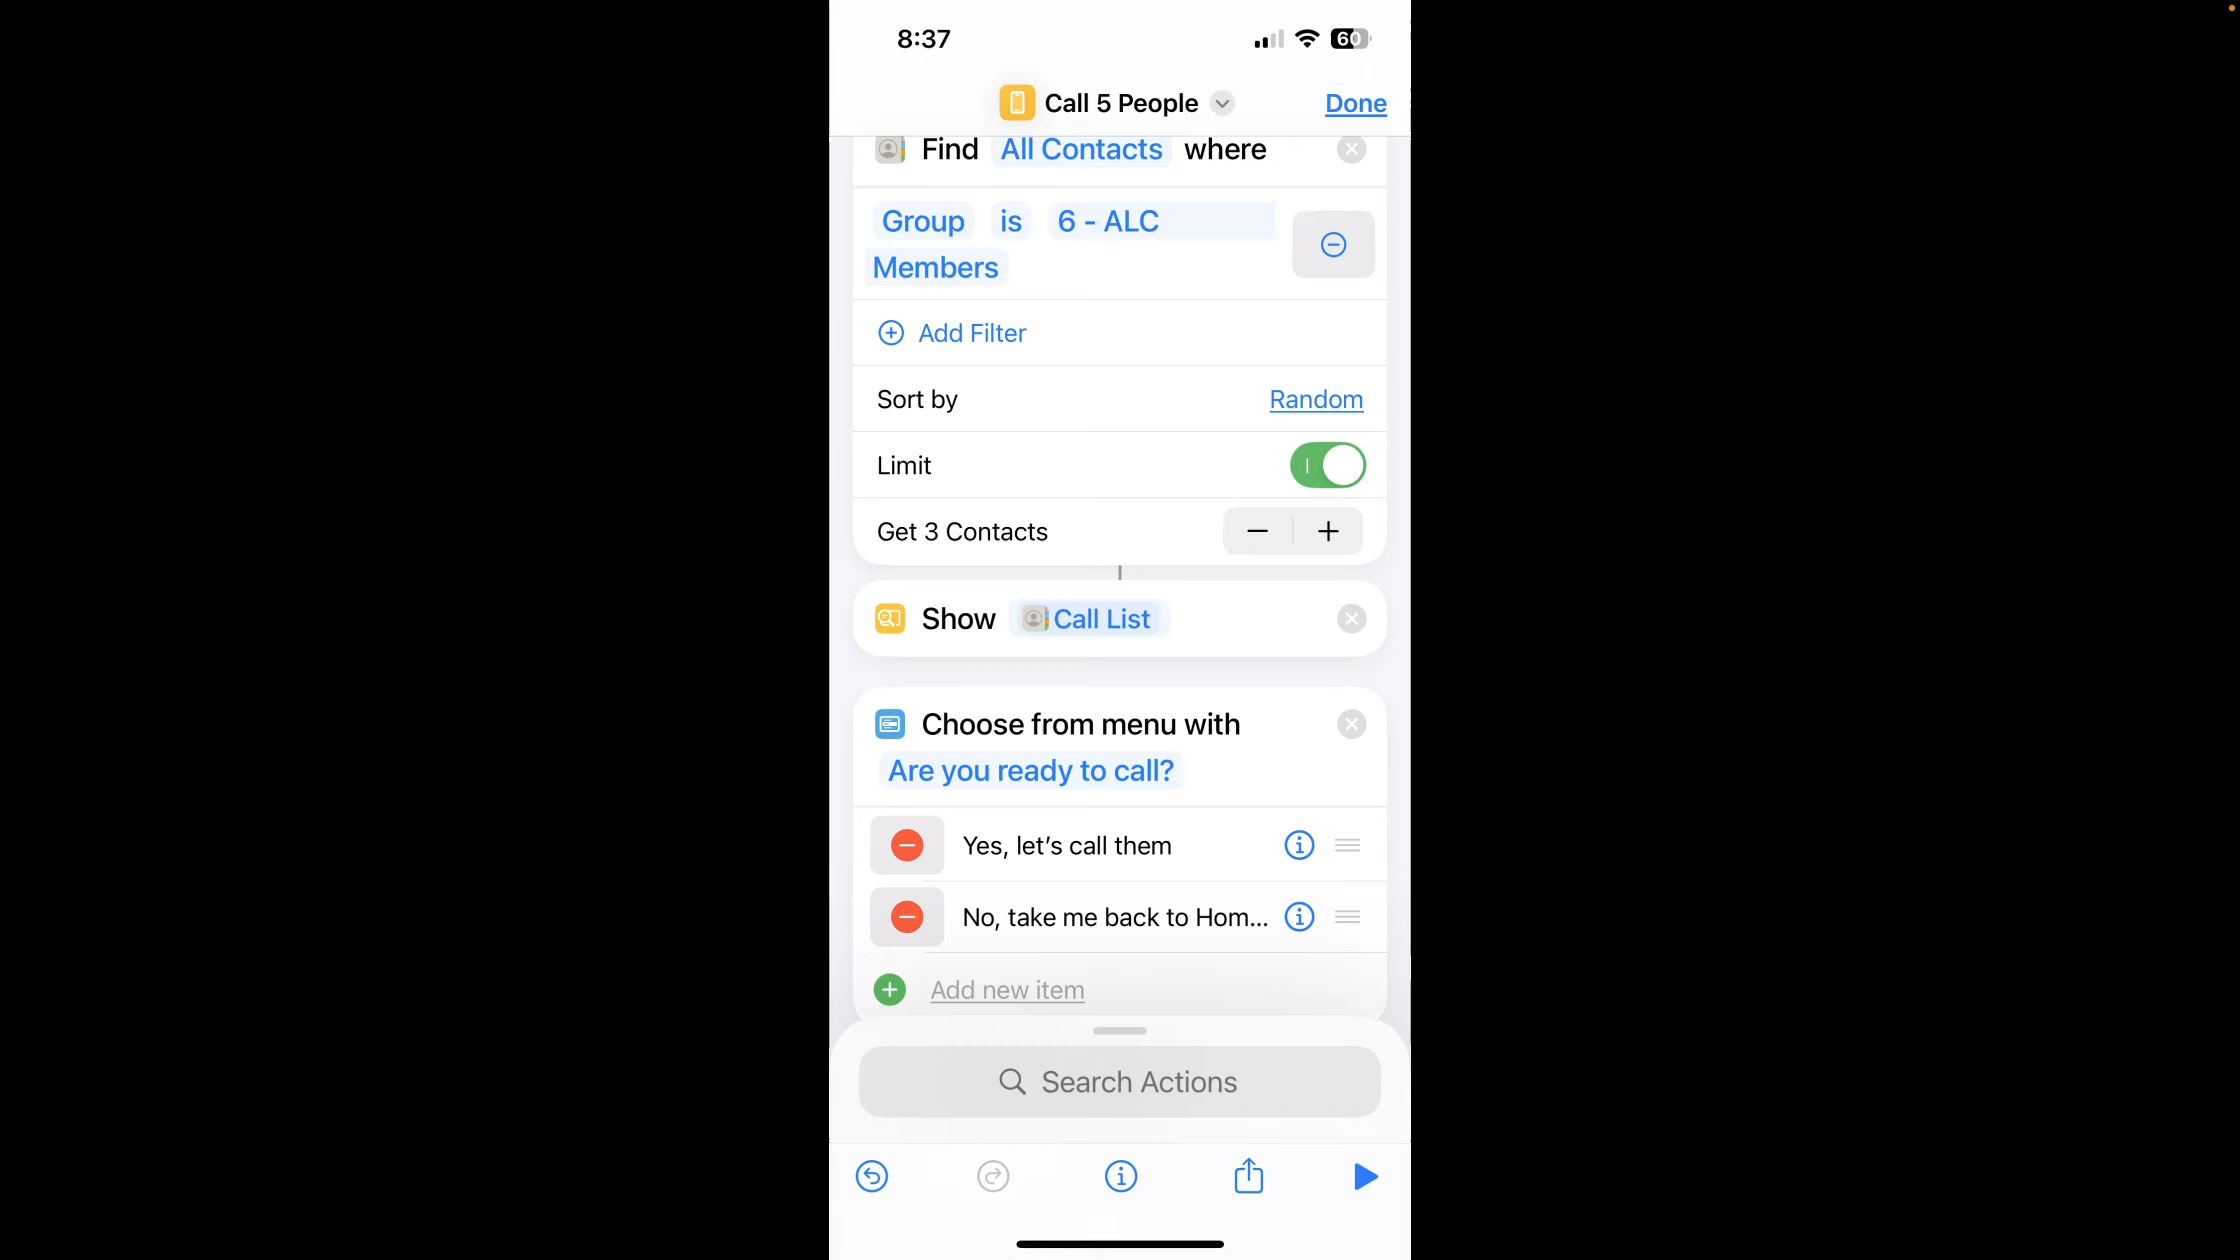 8:37
60
Call 5 People
Done
Find All Contacts where
Group is 6 - ALC
Members
Add Filter
Sort by Random
Limit
Get 3 Contacts
Show Call List
Choose from menu with
Are you ready to call?
Yes, let’s call them
No, take me back to Hom...
Add new item
Search Actions